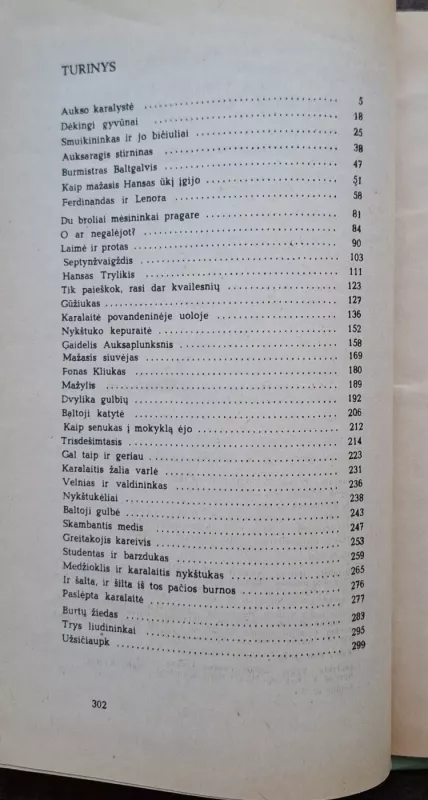 TURINYS
Aukso karalystė 5
Dėkingi gyvūnai 18
Smuikininkas ir jo bičiuliai 25
Auksaragis stirninas 38
Burmistras Baltgalvis 47
Kaip mažasis Hansas ūkį įgijo 51
Ferdinandas ir Lenora 58
Du broliai mėsininkai pragare 81
O ar negalėjot? 84
Laimė ir protas 90
Septynžvaigždis 103
Hansas Trylikis 111
Tik paieškok, rasi dar kvailesnių 123
Gūžiukas 127
Karalaitė povandeninėje uoloje 136
Nykštuko kepuraitė 152
Gaidelis Auksaplunksnis 158
Mažasis siuvėjas 169
Fonas Kliukas 180
Mažylis 189
Dvylika gulbių 192
Baltoji katytė 206
Kaip senukas į mokyklą ėjo 212
Trisdešimtasis 214
Gal taip ir geriau 223
Karalaitis žalia varlė 231
Velnias ir valdininkas 236
Nykštukėliai 238
Baltoji gulbė 243
Skambantis medis 247
Greitakojis kareivis 253
Studentas ir barzdukas 259
Medžioklis ir karalaitis nykštukas 265
Ir šalta, ir šilta iš tos pačios burnos 276
Paslėpta karalaitė 277
Burtų žiedas 283
Trys liudininkai 295
Užsičiaupk 299
302